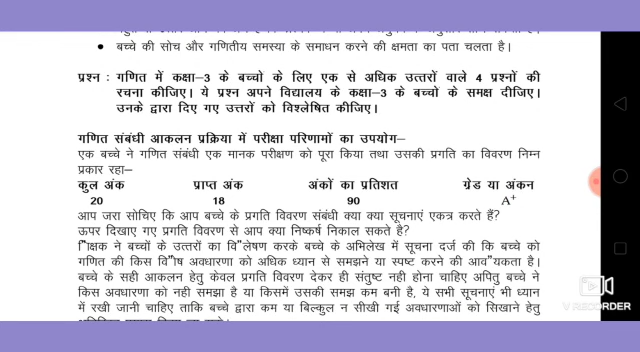 बच्चे की सोच और गणितीय समस्या के समाधन करने की क्षमता का पता चलता है।
प्रश्न : गणित में कक्षा–3 के बच्चो के लिए एक से अधिक उत्तरों वाले 4 प्रश्नों की
रचना कीजिए। ये प्रश्न अपने विद्यालय के कक्षा–3 के बच्चों के समक्ष दीजिए।
उनके द्वारा दिए गए उत्तरों को विश्लेषित कीजिए।
गणित संबंधी आकलन प्रक्रिया में परीक्षा परिणामों का उपयोग–
एक बच्चे ने गणित संबंधी एक मानक परीक्षण को पूरा किया तथा उसकी प्रगति का विवरण निम्न
प्रकार रहा–
कुल अंक प्राप्त अंक अंकों का प्रतिशत ग्रेड या अंकन
20 18 90 A+
आप जरा सोचिए कि आप बच्चे के प्रगति विवरण संबंधी क्या क्या सूचनाएं एकत्र करते हैं?
ऊपर दिखाए गए प्रगति विवरण से आप क्या निष्कर्ष निकाल सकते है?
िाक्षक ने बच्चों के उत्तरों का वि"लेषण करके बच्चे के अभिलेख में सूचना दर्ज की कि बच्चे को
गणित की किस वि"ोष अवधारणा को अधिक ध्यान से समझने या स्पष्ट करने की आव"यकता है।
बच्चे के सही आकलन हेतु केवल प्रगति विवरण देकर ही संतुष्ट नही होना चाहिए अपितु बच्चे ने
किस अवधारणा को नही समझा है या किसमें उसकी समझ कम बनी है, ये सभी सूचनाएं भी ध्यान
में रखी जानी चाहिए ताकि बच्चे द्वारा कम या बिल्कुल न सीखी गई अवधारणाओं को सिखाने हेतु
V RECORDER